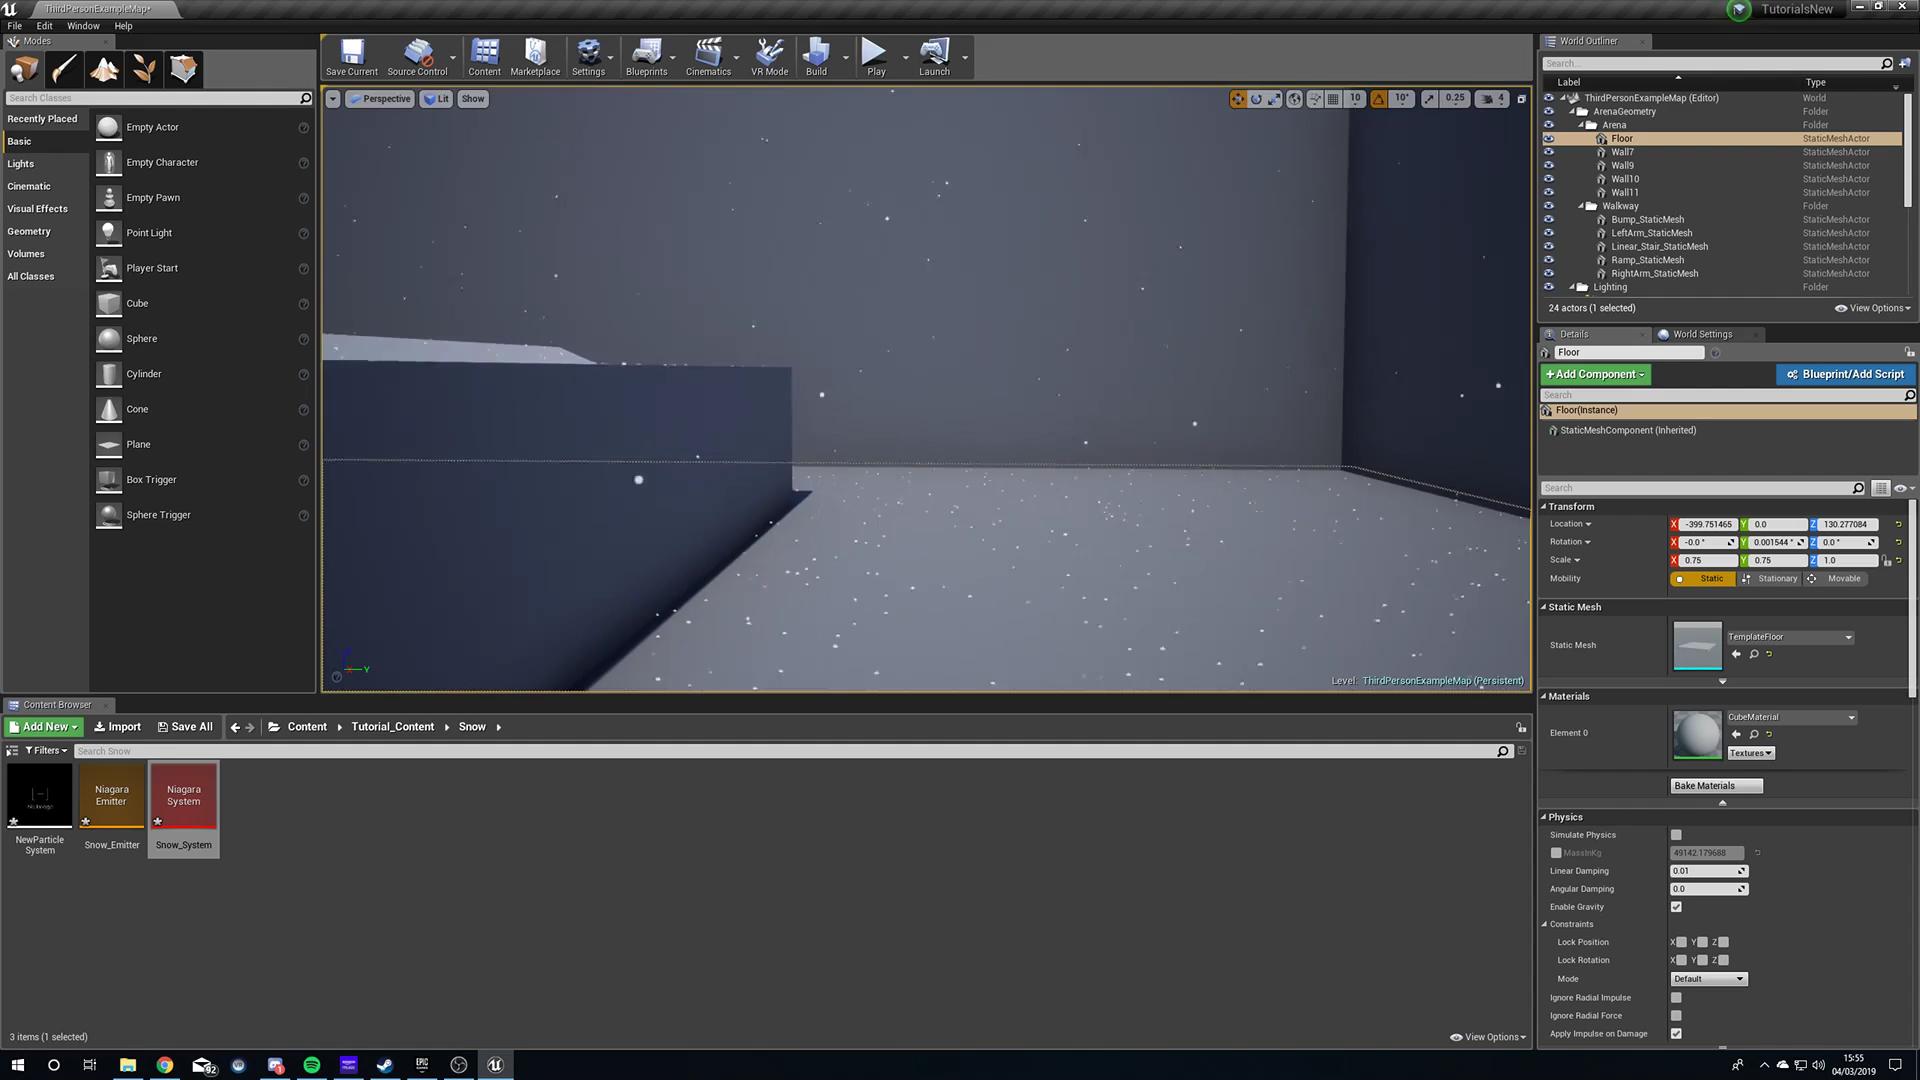 ThirdPersonExampleMap*
TutorialsNew
File Edit Window Help
Modes
Search Classes
Recently Placed
Basic
Lights
Cinematic
Visual Effects
Geometry
Volumes
All Classes
Empty Actor
Empty Character
Empty Pawn
Point Light
Player Start
Cube
Sphere
Cylinder
Cone
Plane
Box Trigger
Sphere Trigger
Save Current Source Control Content Marketplace Settings Blueprints Cinematics VR Mode Build Play Launch
Perspective Lit Show
10 10° 0.25 4
Y
Level: ThirdPersonExampleMap (Persistent)
World Outliner
Search...
Label Type
ThirdPersonExampleMap (Editor) World
ArenaGeometry Folder
Arena Folder
Floor StaticMeshActor
Wall7 StaticMeshActor
Wall9 StaticMeshActor
Wall10 StaticMeshActor
Wall11 StaticMeshActor
Walkway Folder
Bump_StaticMesh StaticMeshActor
LeftArm_StaticMesh StaticMeshActor
Linear_Stair_StaticMesh StaticMeshActor
Ramp_StaticMesh StaticMeshActor
RightArm_StaticMesh StaticMeshActor
Lighting Folder
24 actors (1 selected) View Options
Details World Settings
Floor
+Add Component Blueprint/Add Script
Search
Floor(Instance)
StaticMeshComponent (Inherited)
Search
Transform
Location X -399.751465 Y 0.0 Z 130.277084
Rotation X -0.0 ° Y 0.001544 ° Z 0.0 °
Scale X 0.75 Y 0.75 Z 1.0
Mobility Static Stationary Movable
Static Mesh
Static Mesh TemplateFloor
Materials
Element 0 CubeMaterial
Textures
Bake Materials
Physics
Simulate Physics
MassInKg 49142.179688
Linear Damping 0.01
Angular Damping 0.0
Enable Gravity
Constraints
Lock Position X Y Z
Lock Rotation X Y Z
Mode Default
Ignore Radial Impulse
Ignore Radial Force
Apply Impulse on Damage
Content Browser
Add New Import Save All Content Tutorial_Content Snow
Filters Search Snow
No Image
NewParticle
System
Niagara
Emitter
Snow_Emitter
Niagara
System
Snow_System
3 items (1 selected) View Options
92
1
EPIC
15:55
04/03/2019